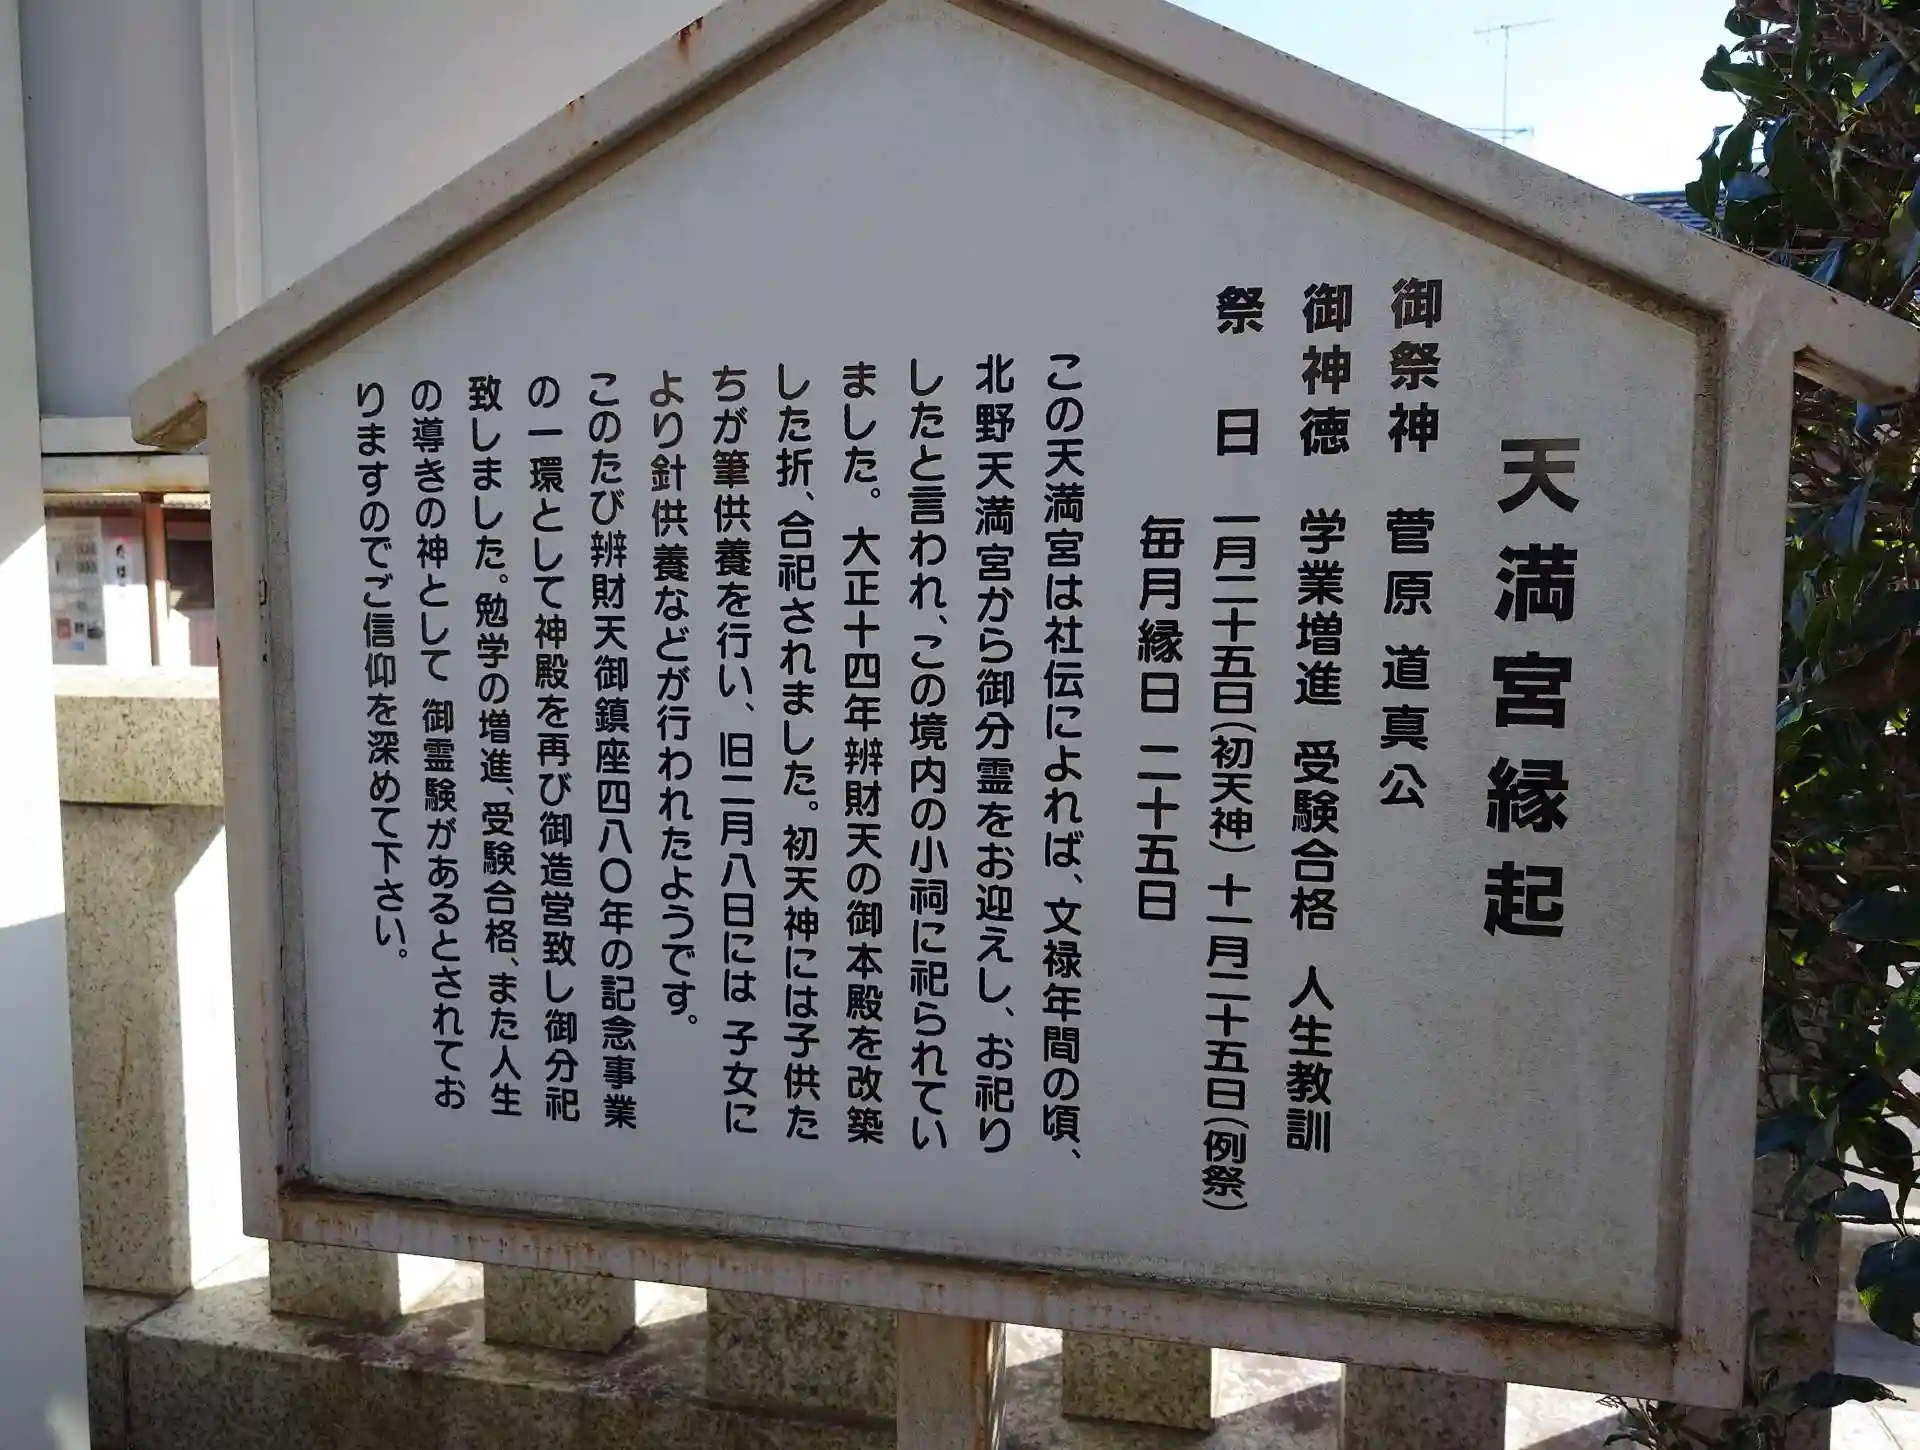 天満宮縁起
御祭神　菅原 道真公
御神徳　学業増進　受験合格　人生教訓
祭　日　一月二十五日(初天神) 十一月二十五日(例祭)
毎月縁日 二十五日
この天満宮は社伝によれば、文禄年間の頃、
北野天満宮から御分霊をお迎えし、お祀り
したと言われ、この境内の小祠に祀られてい
ました。大正十四年辨財天の御本殿を改築
した折、合祀されました。初天神には子供た
ちが筆供養を行い、旧二月八日には 子女に
より針供養などが行われたようです。
このたび辨財天御鎮座四八〇年の記念事業
の一環として神殿を再び御造営致し御分祀
致しました。勉学の増進、受験合格、また人生
の導きの神として 御霊験があるとされてお
りますのでご信仰を深めて下さい。